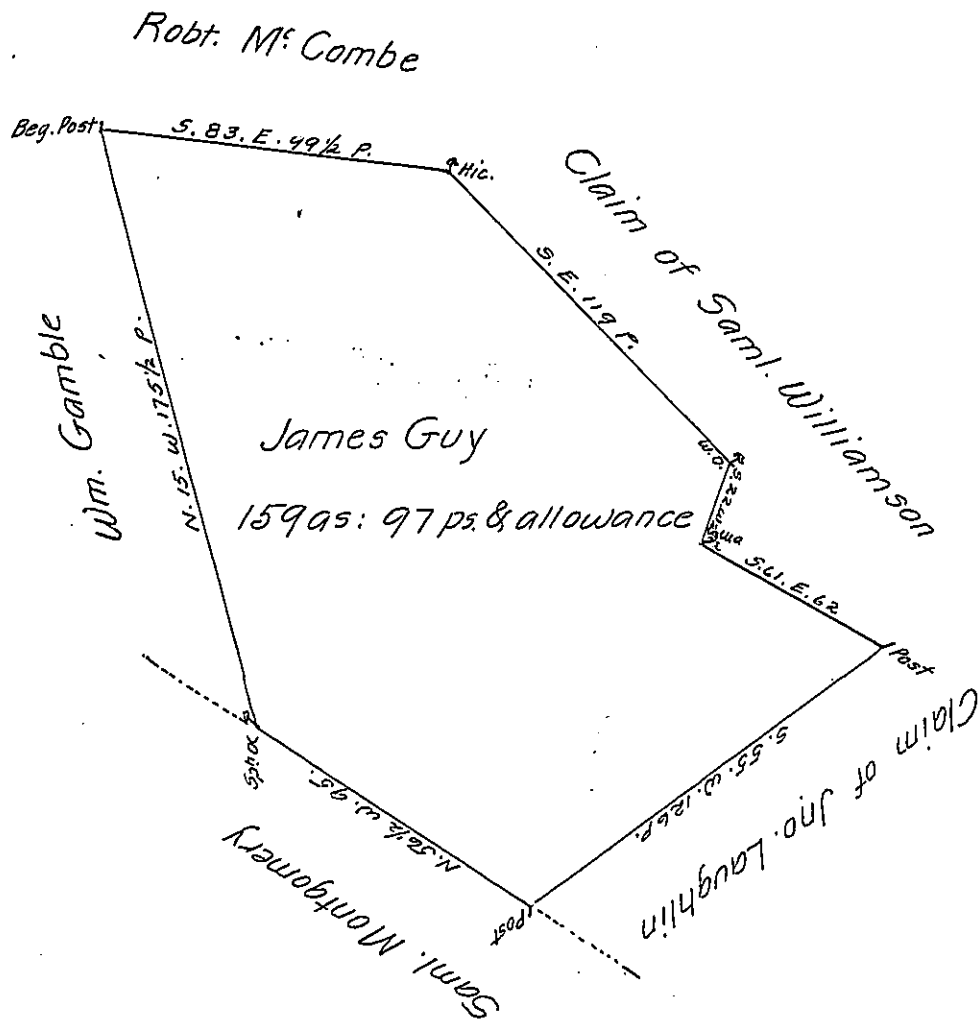 Robt. Mc. Combe
Beg. Post
S. 83. E. 49½ P.
Hic.
Claim of Saml. Williamson
S. E. 119 P.
Wm. Gamble
N. 15. W. 175½ P.
James Guy
159 as: 97 ps. & allowance
W.O.
S. 22
S. 61. E. 62
Post
Claim of Jno. Laughlin
S. 55. W. 126 P.
Post
N. 56½ W. 95.
Saml. Montgomery